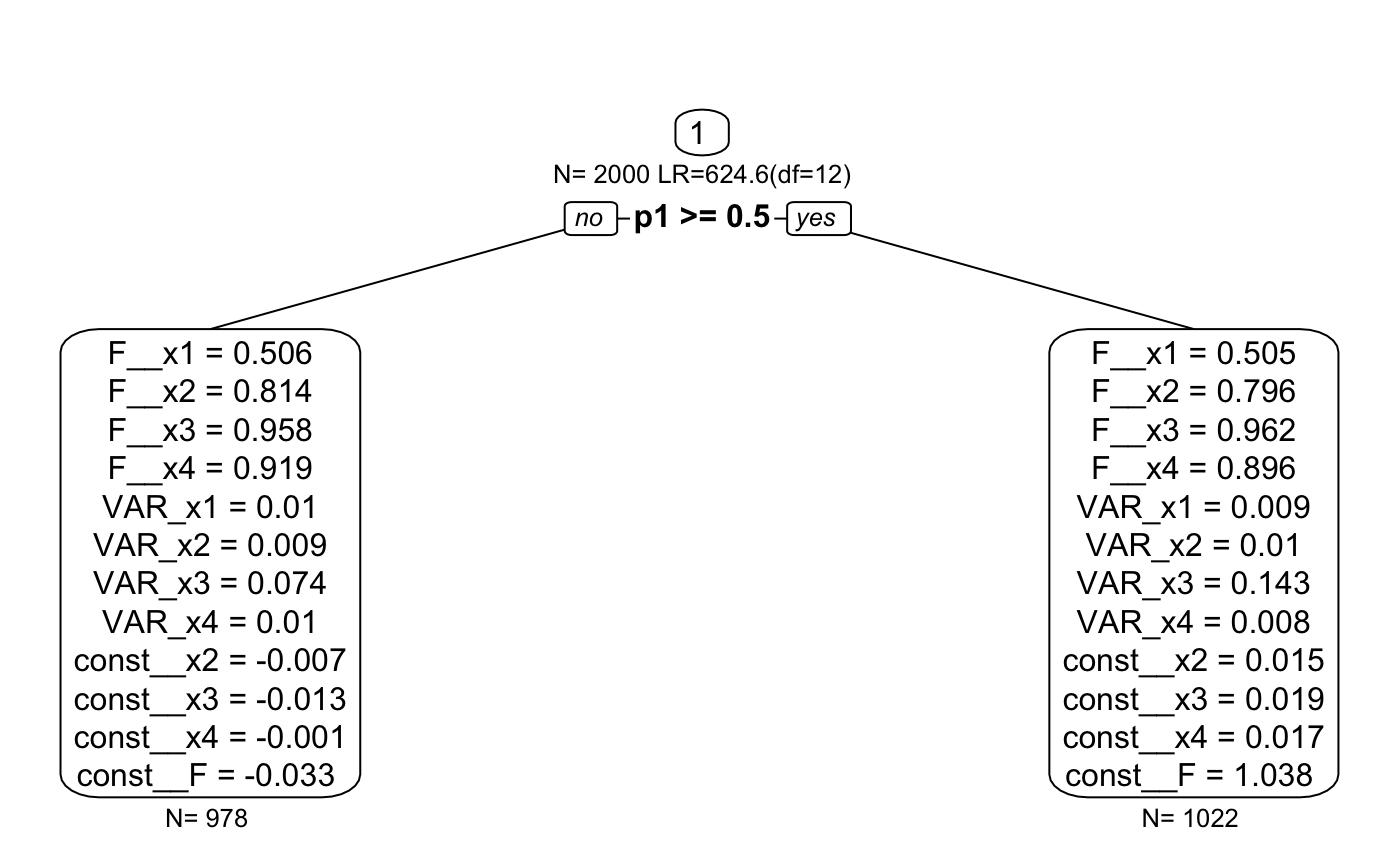 1
N= 2000 LR=624.6(df=12)
no p1 >= 0.5 yes
F__x1 = 0.506
F__x2 = 0.814
F__x3 = 0.958
F__x4 = 0.919
VAR_x1 = 0.01
VAR_x2 = 0.009
VAR_x3 = 0.074
VAR_x4 = 0.01
const__x2 = -0.007
const__x3 = -0.013
const__x4 = -0.001
const__F = -0.033
N= 978
F__x1 = 0.505
F__x2 = 0.796
F__x3 = 0.962
F__x4 = 0.896
VAR_x1 = 0.009
VAR_x2 = 0.01
VAR_x3 = 0.143
VAR_x4 = 0.008
const__x2 = 0.015
const__x3 = 0.019
const__x4 = 0.017
const__F = 1.038
N= 1022